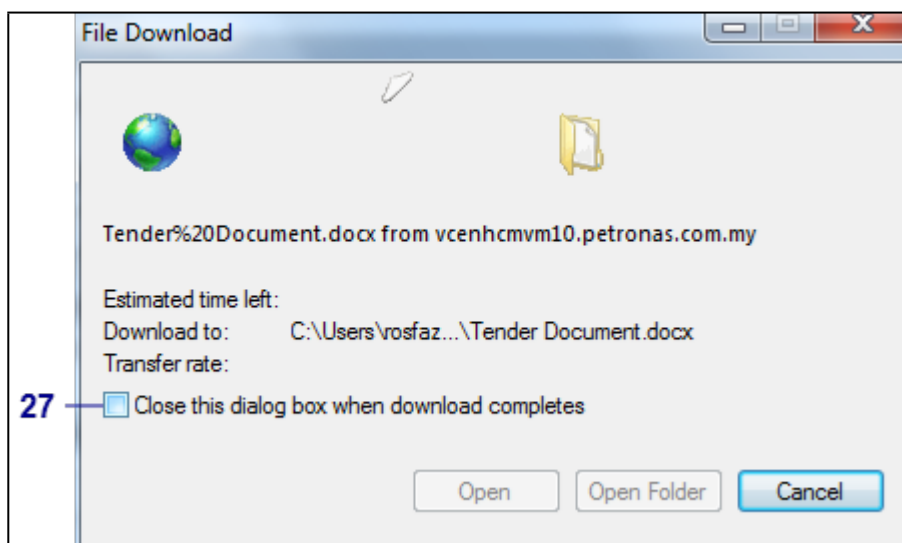 File Download
Tender%20Document.docx from vcenhcmvm10.petronas.com.my
Estimated time left:
Download to: C:\Users\rosfaz...\Tender Document.docx
Transfer rate:
27 Close this dialog box when download completes
Open Open Folder Cancel